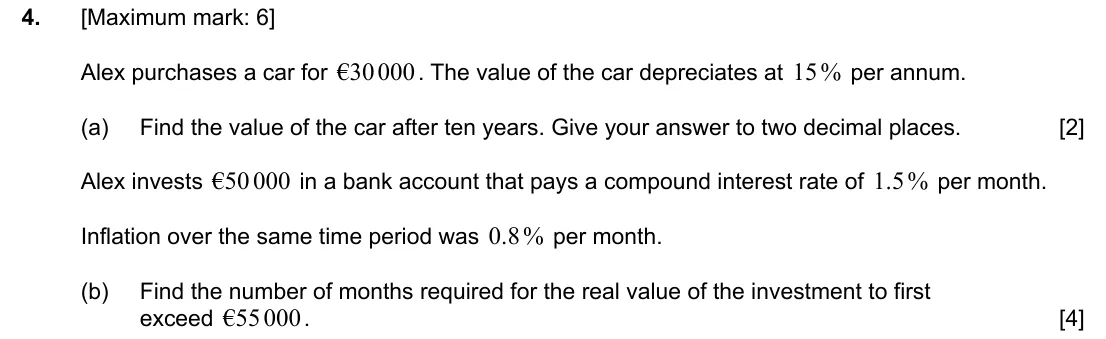 4. [Maximum mark: 6]
Alex purchases a car for €30 000. The value of the car depreciates at 15% per annum.
(a) Find the value of the car after ten years. Give your answer to two decimal places. [2]
Alex invests €50 000 in a bank account that pays a compound interest rate of 1.5% per month.
Inflation over the same time period was 0.8% per month.
(b) Find the number of months required for the real value of the investment to first
exceed €55 000. [4]